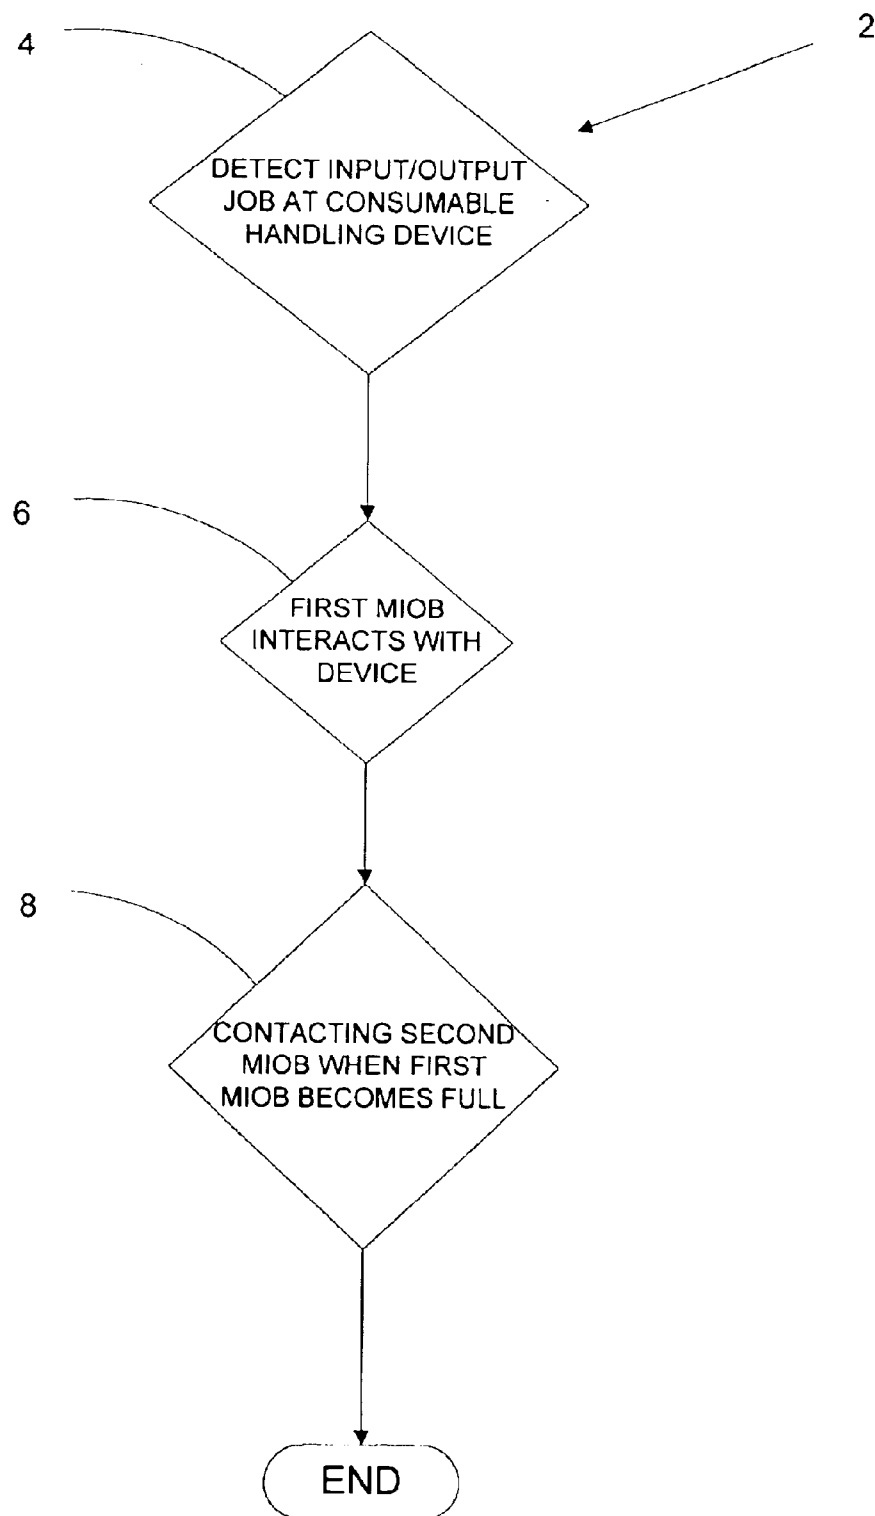 4
2
DETECT INPUT/OUTPUT
JOB AT CONSUMABLE
HANDLING DEVICE
6
FIRST MIOB
INTERACTS WITH
DEVICE
8
CONTACTING SECOND
MIOB WHEN FIRST
MIOB BECOMES FULL
END